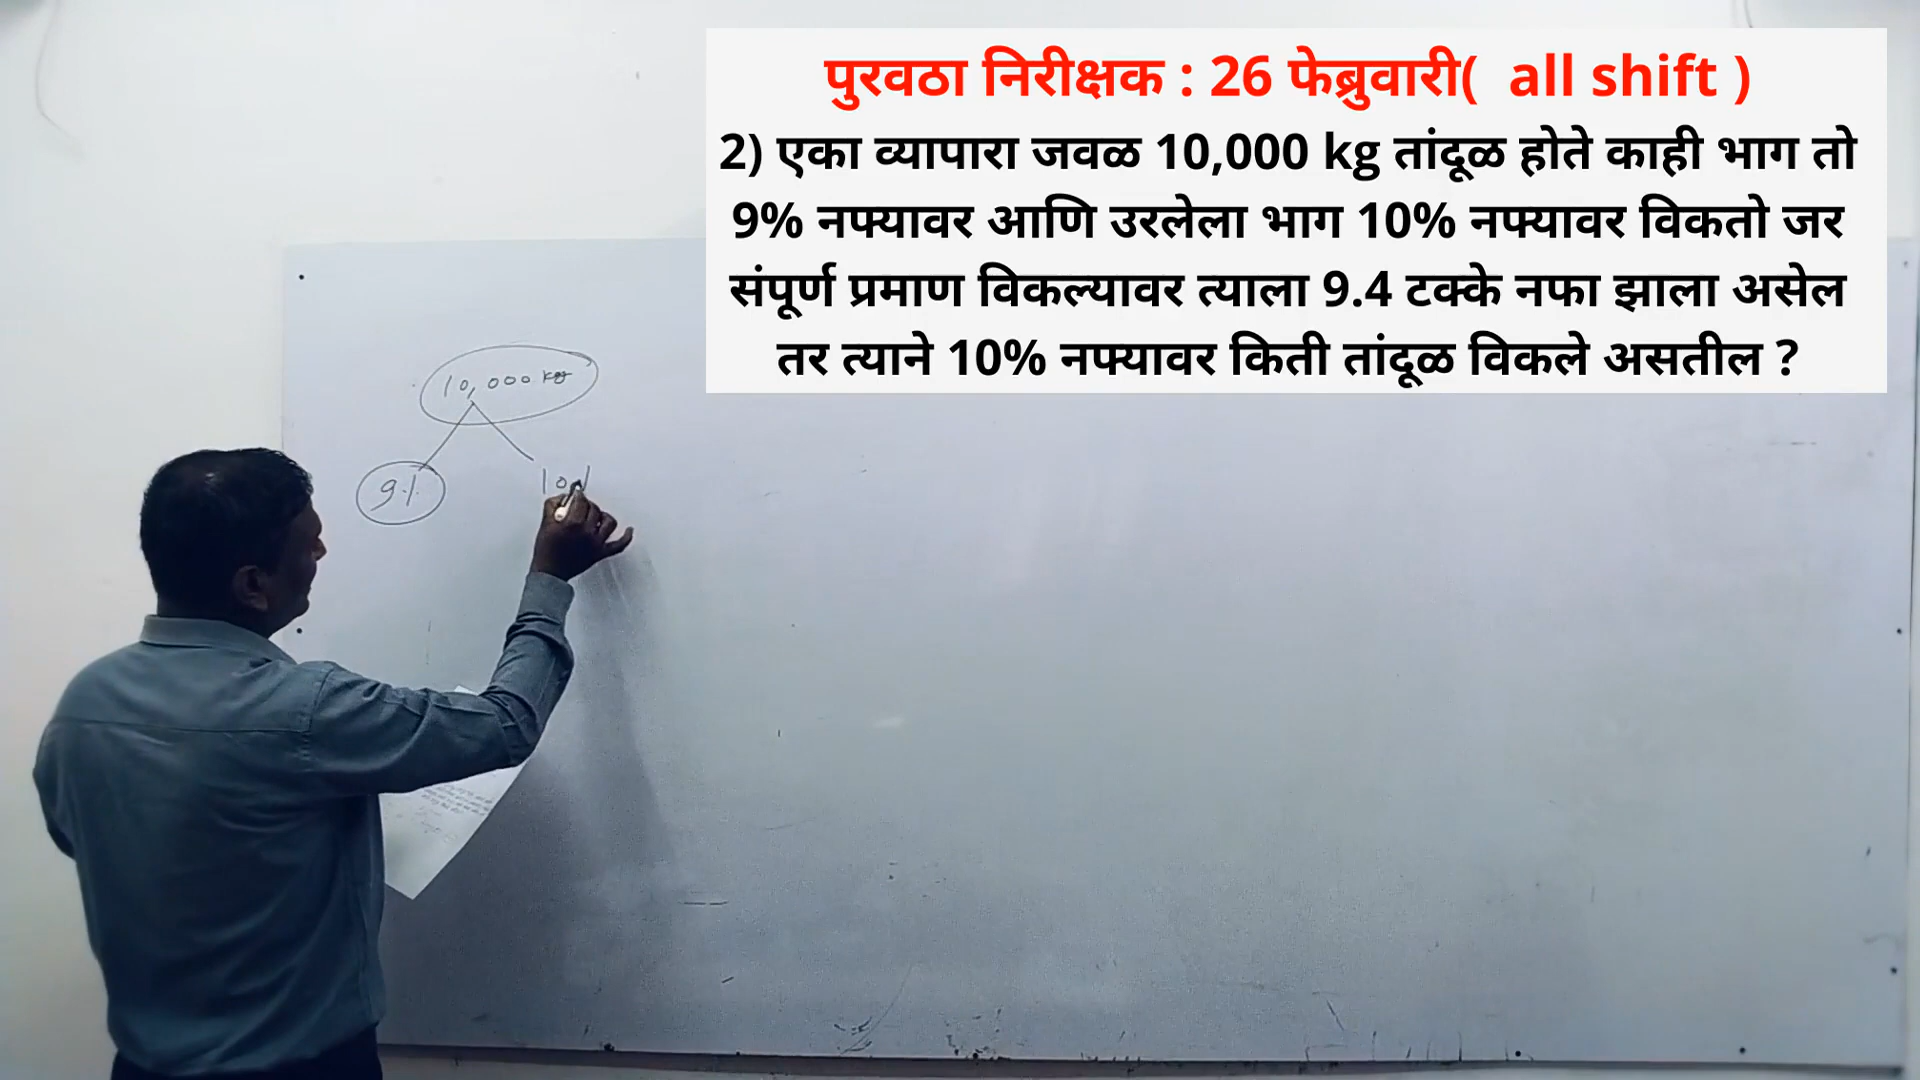 पुरवठा निरीक्षक : 26 फेब्रुवारी( all shift )
2) एका व्यापारा जवळ 10,000 kg तांदूळ होते काही भाग तो
9% नफ्यावर आणि उरलेला भाग 10% नफ्यावर विकतो जर
संपूर्ण प्रमाण विकल्यावर त्याला 9.4 टक्के नफा झाला असेल
तर त्याने 10% नफ्यावर किती तांदूळ विकले असतील ?
10,000 kg
9%
10